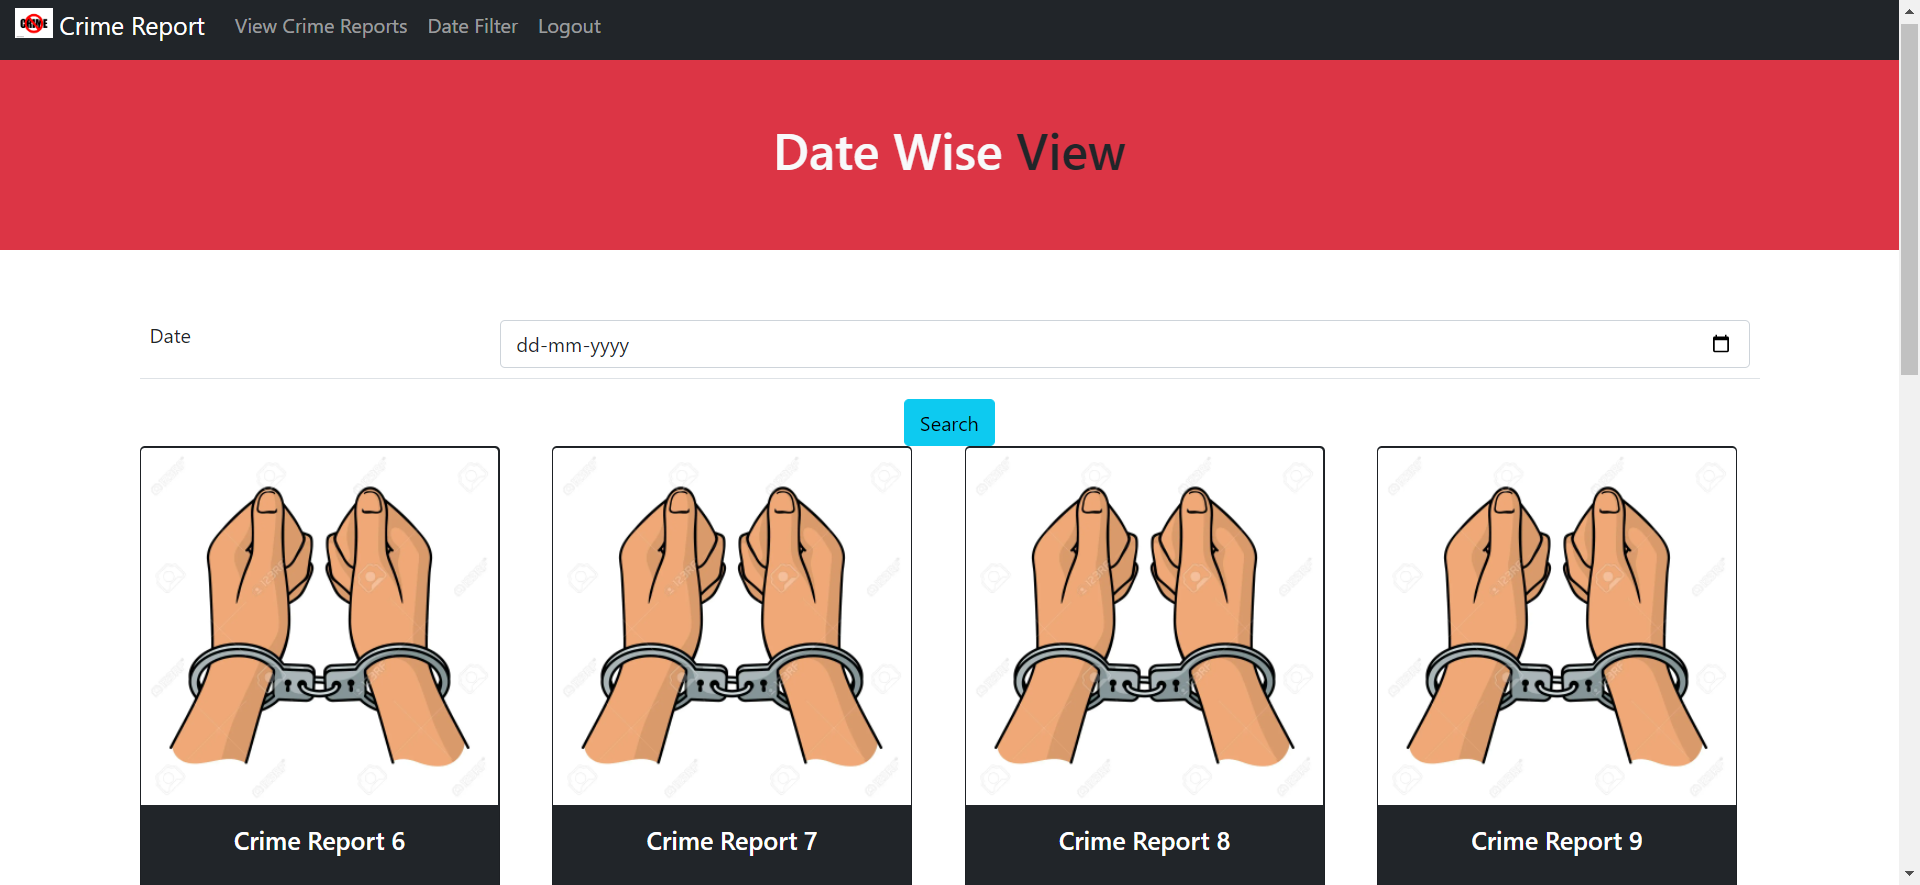 CRIME Crime Report View Crime Reports Date Filter Logout
Date Wise View
Date dd-mm-yyyy
Search
Crime Report 6 Crime Report 7 Crime Report 8 Crime Report 9